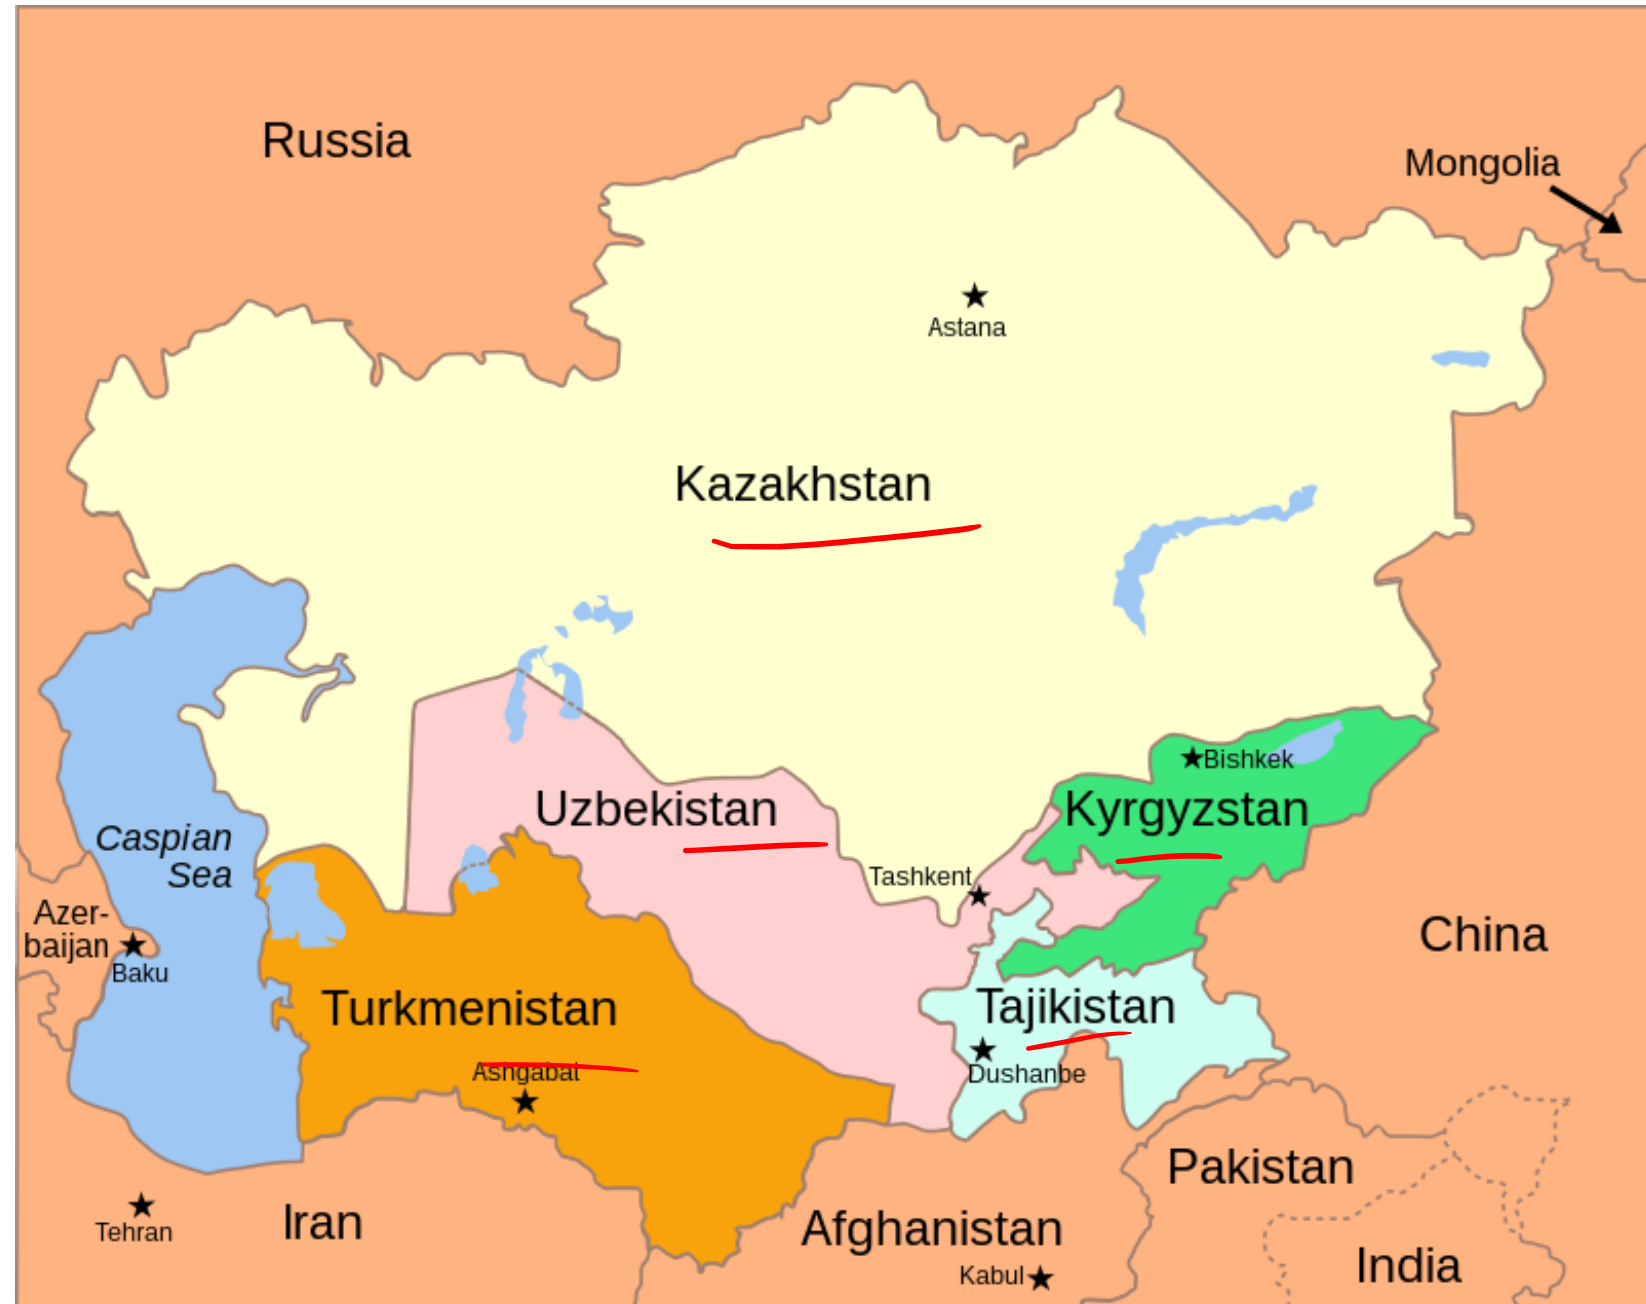 Russia
Mongolia
Astana
Kazakhstan
Bishkek
Uzbekistan
Kyrgyzstan
Caspian
Sea
Tashkent
Azer-
baijan
Baku
China
Turkmenistan
Tajikistan
Ashgabat
Dushanbe
Pakistan
Tehran
Iran
Afghanistan
Kabul
India